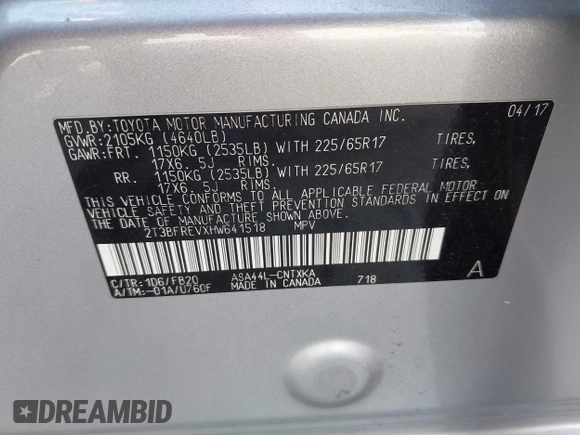 MFD.BY:TOYOTA MOTOR MANUFACTURING CANADA INC. 04/17
GVWR:2105KG (4640LB)
GAWR:FRT. 1150KG (2535LB) WITH 225/65R17 TIRES,
17X6.5J RIMS.
RR. 1150KG (2535LB) WITH 225/65R17 TIRES,
17X6.5J RIMS.
THIS VEHICLE CONFORMS TO ALL APPLICABLE FEDERAL MOTOR
VEHICLE SAFETY AND THEFT PREVENTION STANDARDS IN EFFECT ON
THE DATE OF MANUFACTURE SHOWN ABOVE.
2T3BFREVXHW641518 MPV
C/TR:1D6/FB20 ASA44L-CNTXKA A
A/TM:-01A/U760F MADE IN CANADA 718
DREAMBID